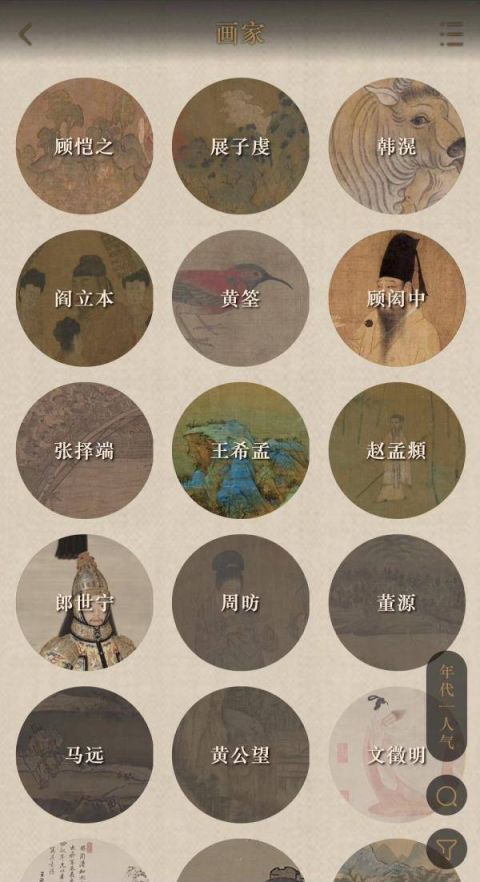 画家
顾恺之
展子虔
韩滉
阎立本
黄筌
顾闳中
张择端
王希孟
赵孟頫
郎世宁
周昉
董源
马远
黄公望
文徵明
年代一人气